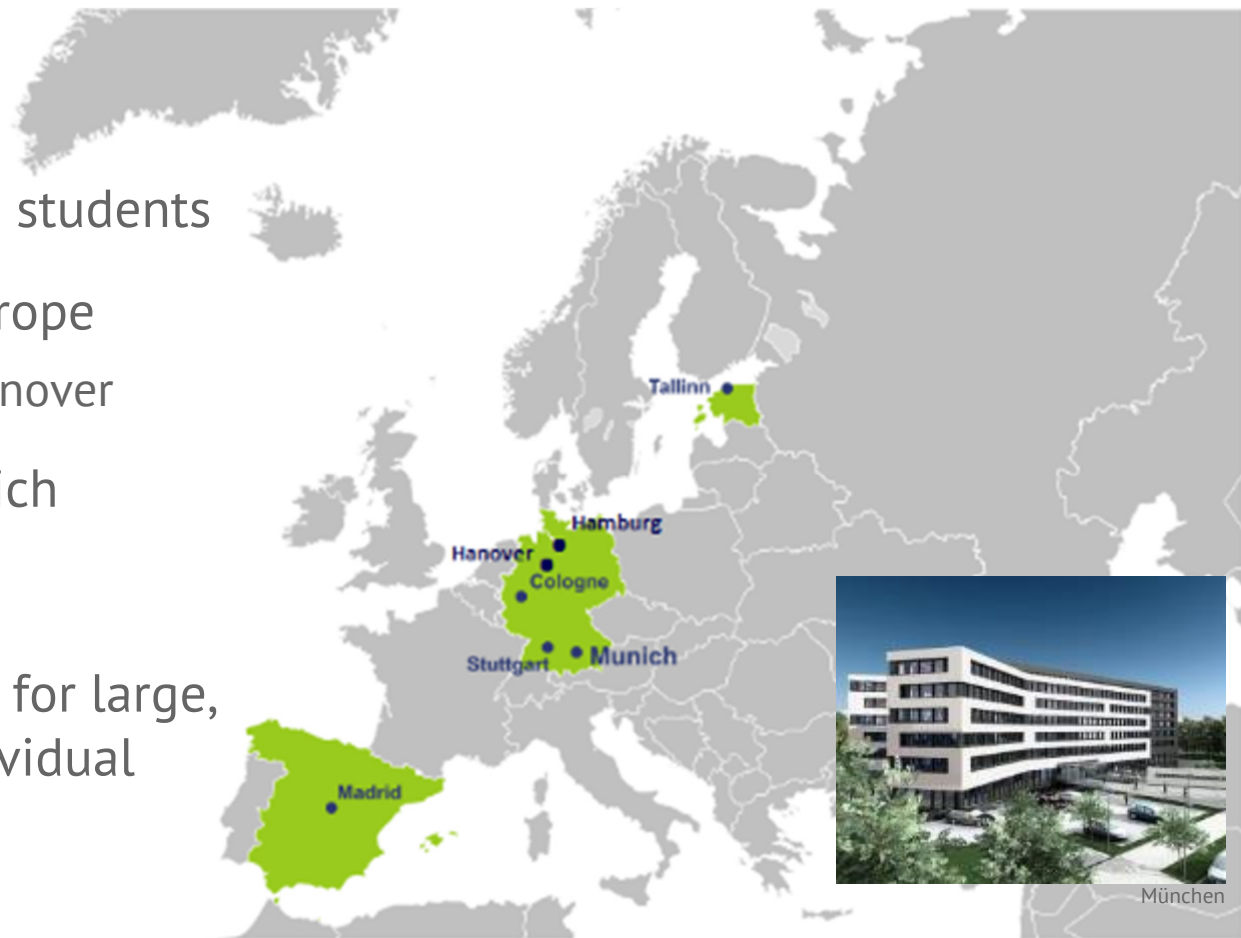 students
rope
nover
ich
for large,
vidual
Tallinn
Hamburg
Hanover
Cologne
Stuttgart
Munich
Madrid
München